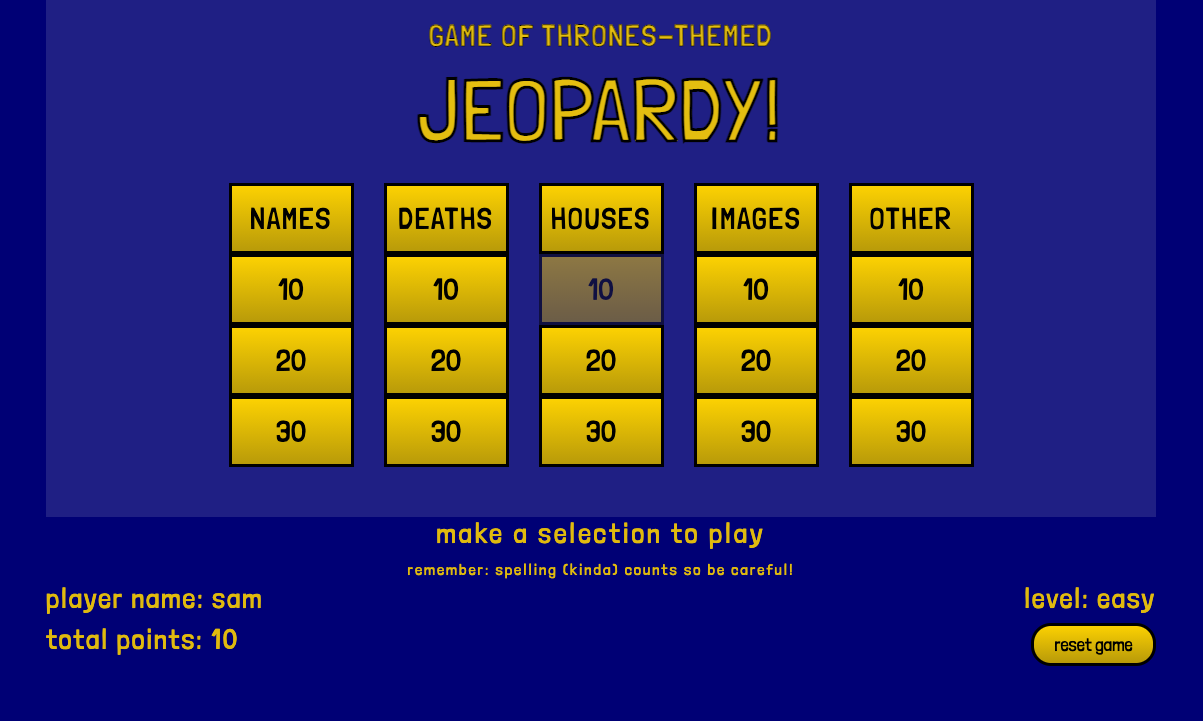 GAME OF THRONES-THEMED
JEOPARDY!
NAMES DEATHS HOUSES IMAGES OTHER
10 10 10 10 10
20 20 20 20 20
30 30 30 30 30
make a selection to play
remember: spelling (kinda) counts so be careful!
player name: sam level: easy
total points: 10 reset game